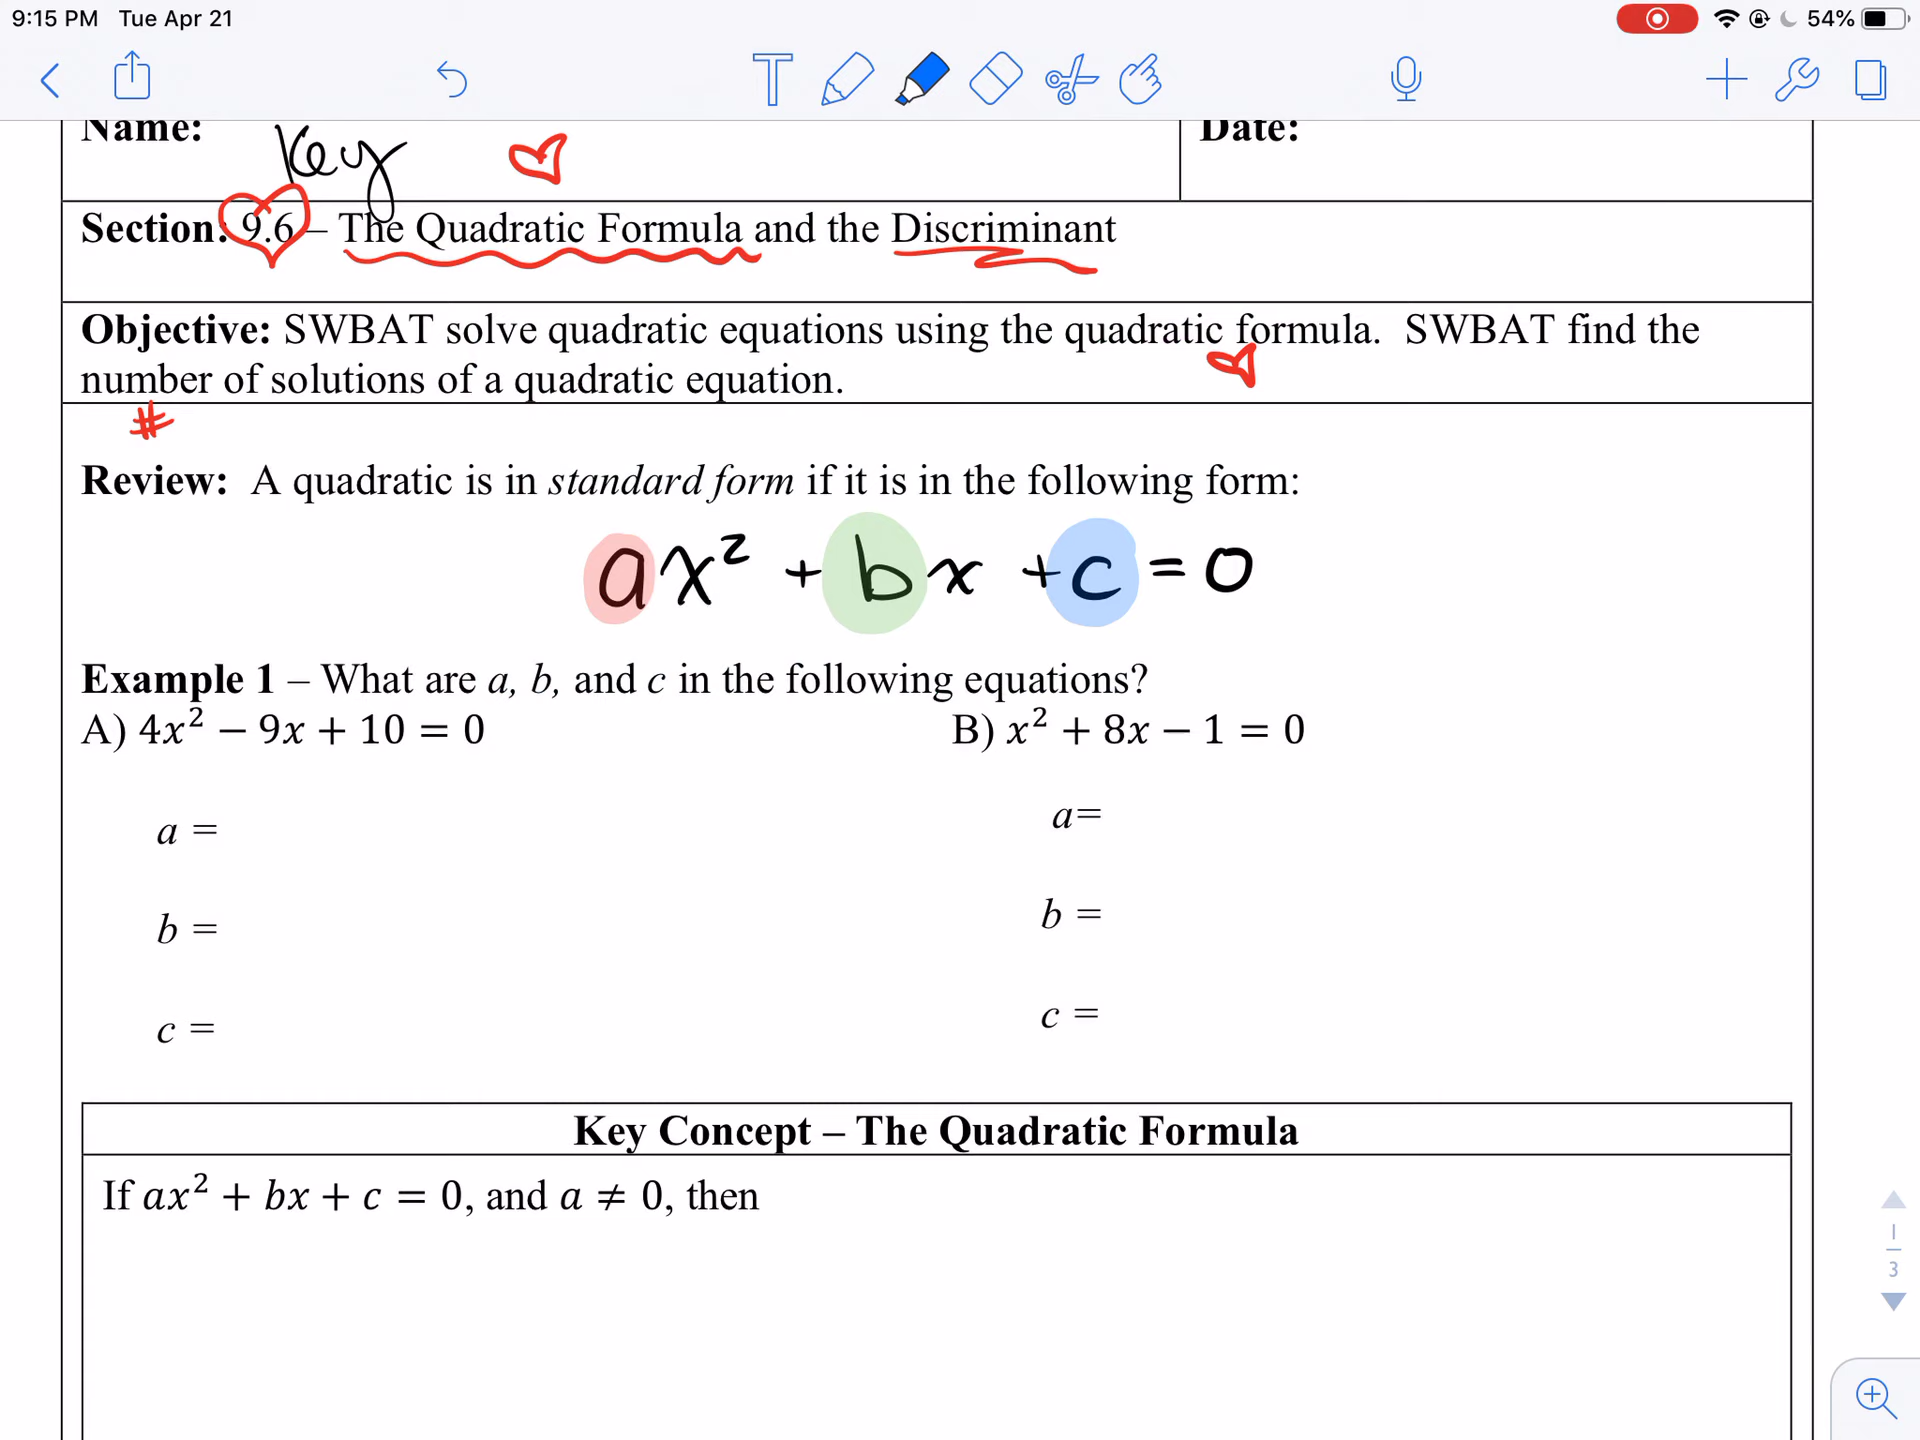 9:15 PM Tue Apr 21
54%
Name: Key
Date:
Section: 9.6 – The Quadratic Formula and the Discriminant
Objective: SWBAT solve quadratic equations using the quadratic formula. SWBAT find the
number of solutions of a quadratic equation.
#
Review: A quadratic is in standard form if it is in the following form:
ax² + bx + c = 0
Example 1 – What are a, b, and c in the following equations?
A) 4x² − 9x + 10 = 0
B) x² + 8x − 1 = 0
a =
a=
b =
b =
c =
c =
Key Concept – The Quadratic Formula
If ax² + bx + c = 0, and a ≠ 0, then
1
3